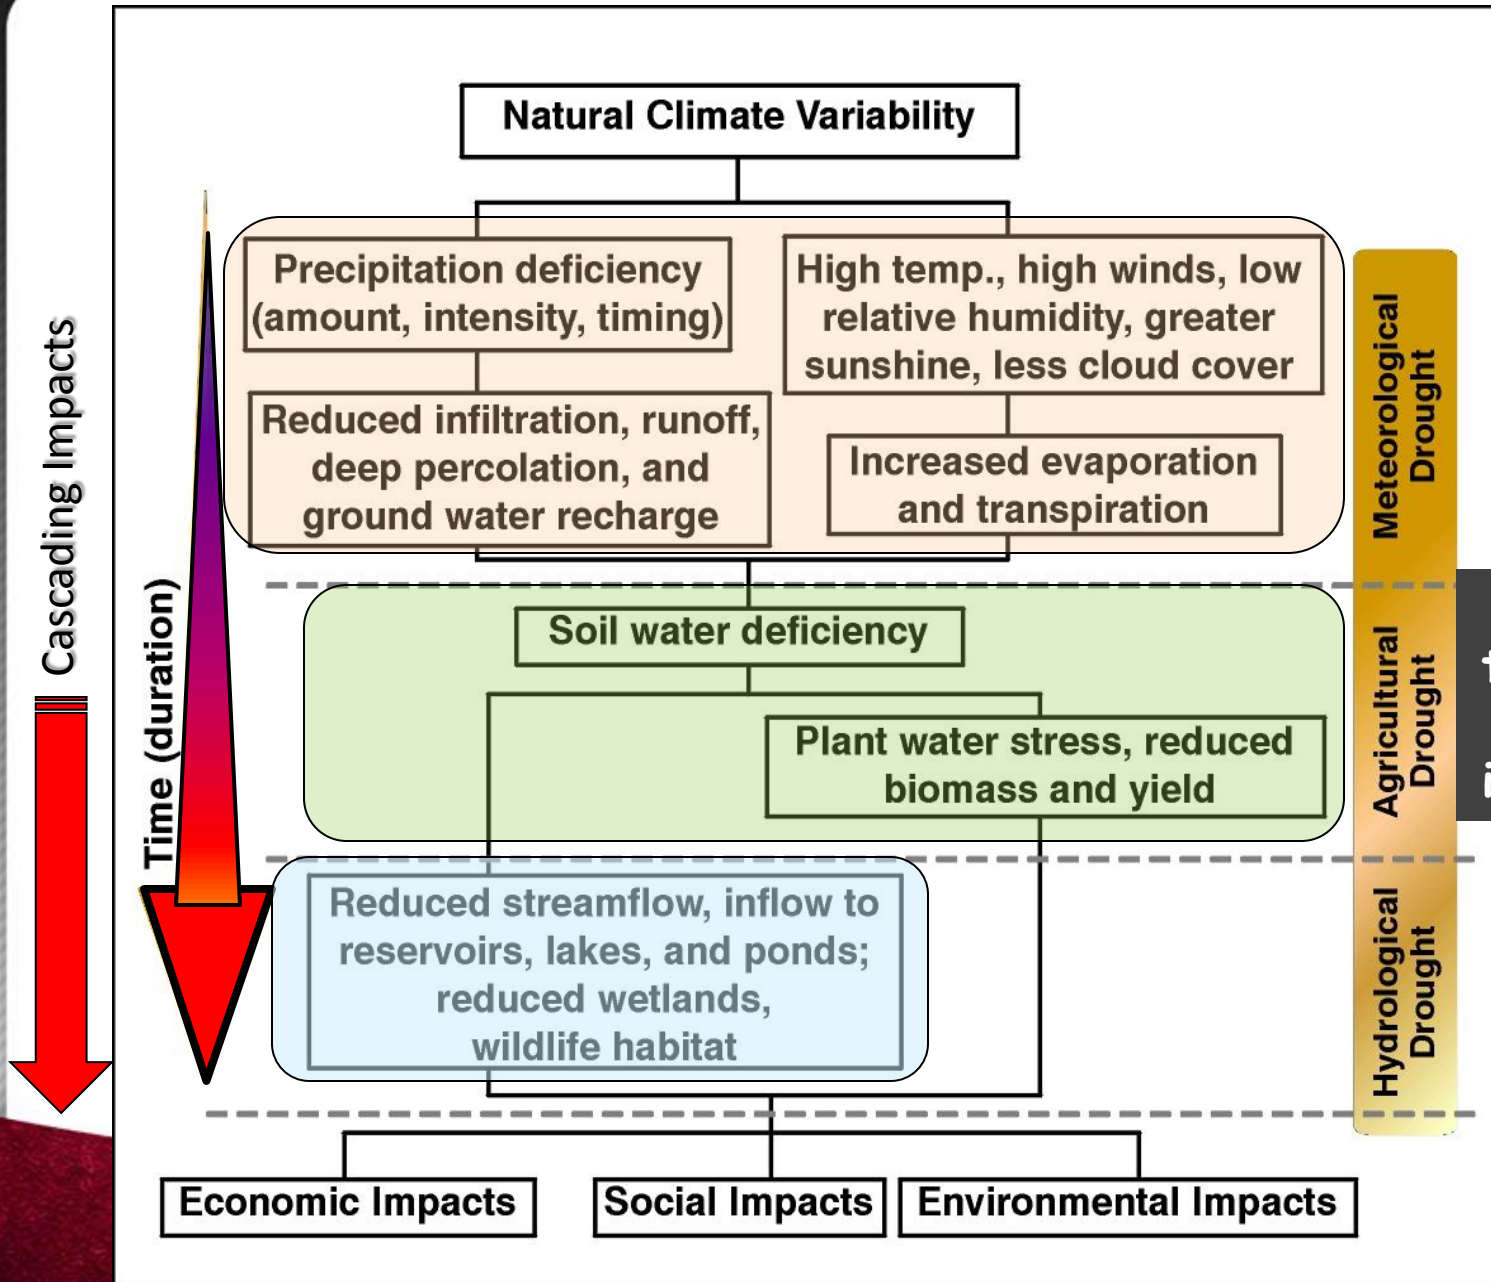 Natural Climate Variability
Precipitation deficiency
(amount, intensity, timing)
High temp., high winds, low
relative humidity, greater
sunshine, less cloud cover
Reduced infiltration, runoff,
deep percolation, and
ground water recharge
Increased evaporation
and transpiration
Meteorological
Drought
Cascading Impacts
Time (duration)
Soil water deficiency
Plant water stress, reduced
biomass and yield
Agricultural
Drought
Reduced streamflow, inflow to
reservoirs, lakes, and ponds;
reduced wetlands,
wildlife habitat
Hydrological
Drought
Economic Impacts
Social Impacts
Environmental Impacts